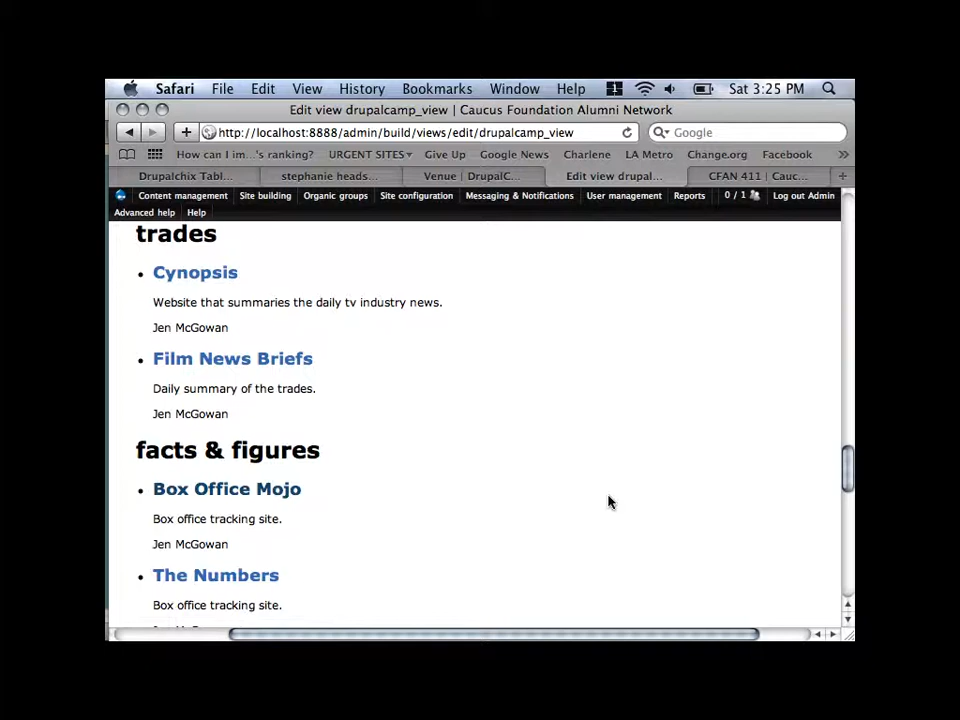 Safari File Edit View History Bookmarks Window Help 1 Sat 3:25 PM
Edit view drupalcamp_view | Caucus Foundation Alumni Network
http://localhost:8888/admin/build/views/edit/drupalcamp_view Google
How can I im...'s ranking? URGENT SITES Give Up Google News Charlene LA Metro Change.org Facebook
Drupalchix Tabl... stephanie heads... Venue | DrupalC... Edit view drupal... CFAN 411 | Cauc...
Content management Site building Organic groups Site configuration Messaging & Notifications User management Reports 0 / 1 Log out Admin
Advanced help Help
trades
Cynopsis
Website that summaries the daily tv industry news.
Jen McGowan
Film News Briefs
Daily summary of the trades.
Jen McGowan
facts & figures
Box Office Mojo
Box office tracking site.
Jen McGowan
The Numbers
Box office tracking site.